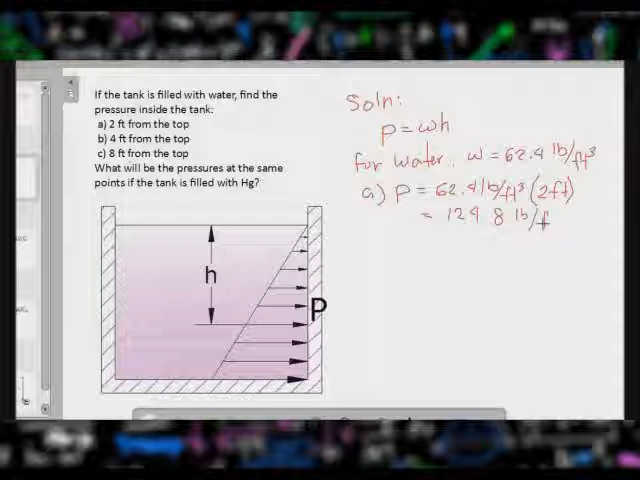 If the tank is filled with water, find the
pressure inside the tank:
a) 2 ft from the top
b) 4 ft from the top
c) 8 ft from the top
What will be the pressures at the same
points if the tank is filled with Hg?
h
P
Soln:
P = wh
for water. w = 62.4 lb/ft³
a) P = 62.4 lb/ft³ (2ft)
= 124 8 lb/f